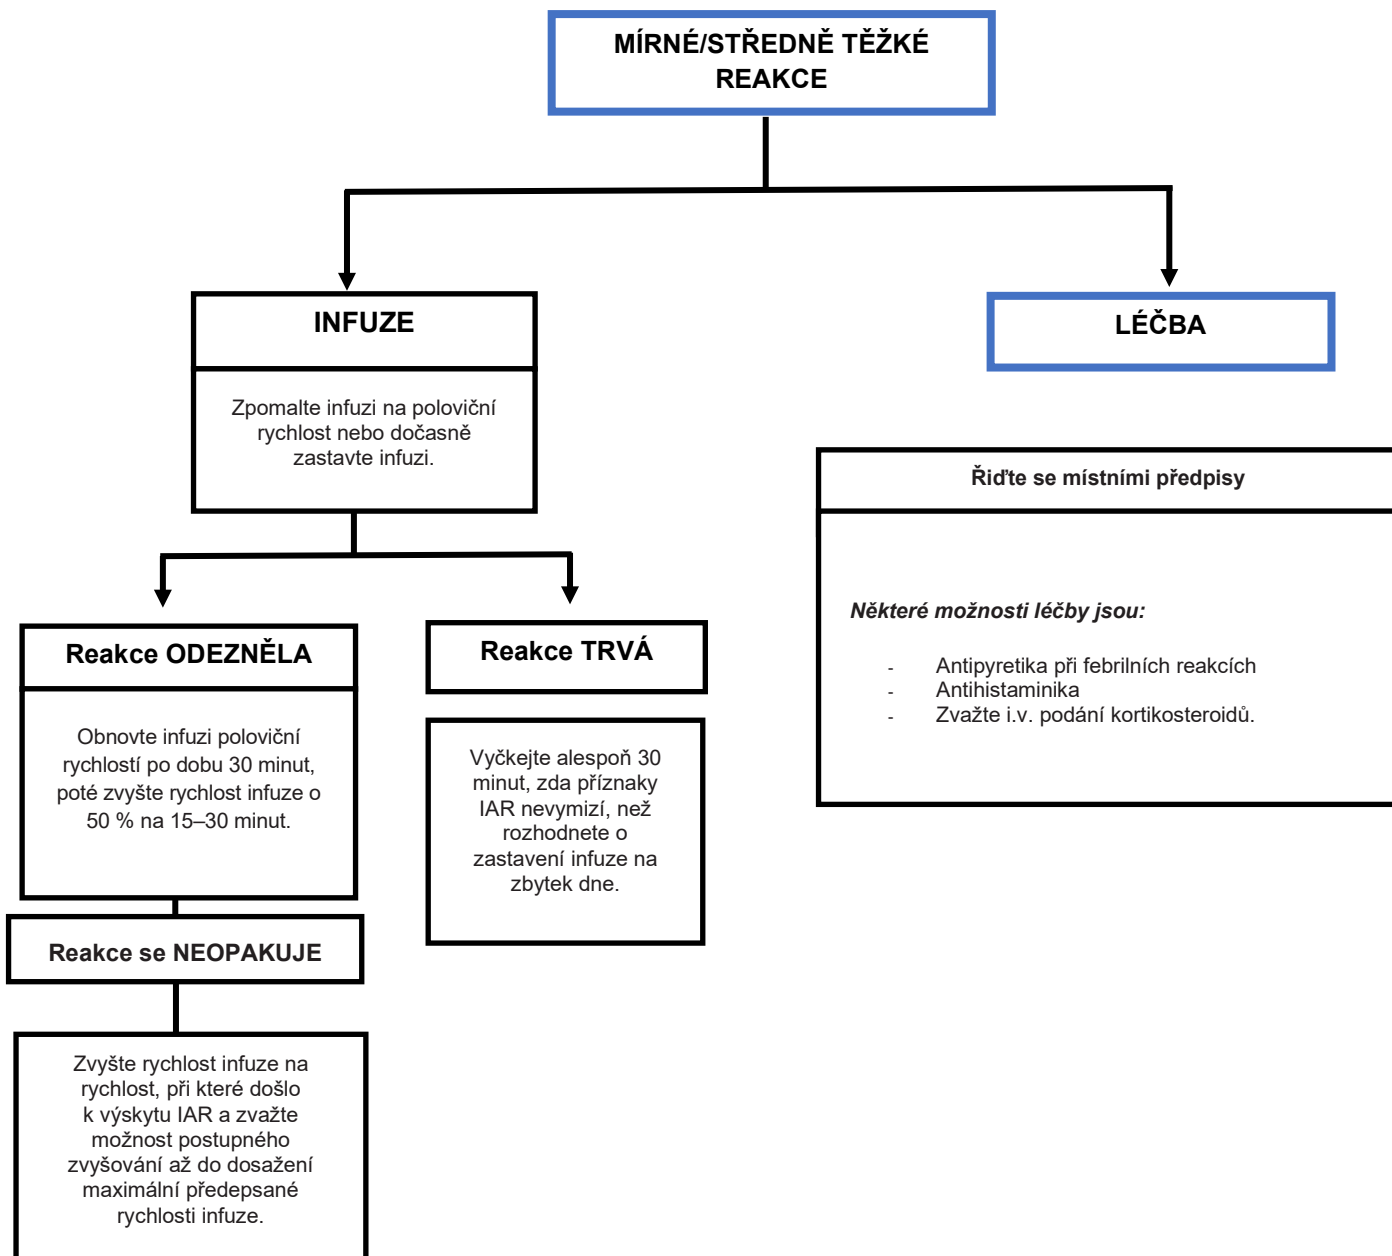 MÍRNÉ/STŘEDNĚ TĚŽKÉ
REAKCE
INFUZE
Zpomalte infuzi na poloviční
rychlost nebo dočasně
zastavte infuzi.
LÉČBA
Řiďte se místními předpisy
Některé možnosti léčby jsou:
- Antipyretika při febrilních reakcích
- Antihistaminika
- Zvažte i.v. podání kortikosteroidů.
Reakce ODEZNĚLA
Obnovte infuzi poloviční
rychlostí po dobu 30 minut,
poté zvyšte rychlost infuze o
50 % na 15–30 minut.
Reakce TRVÁ
Vyčkejte alespoň 30
minut, zda příznaky
IAR nevymizí, než
rozhodnete o
zastavení infuze na
zbytek dne.
Reakce se NEOPAKUJE
Zvyšte rychlost infuze na
rychlost, při které došlo
k výskytu IAR a zvažte
možnost postupného
zvyšování až do dosažení
maximální předepsané
rychlosti infuze.